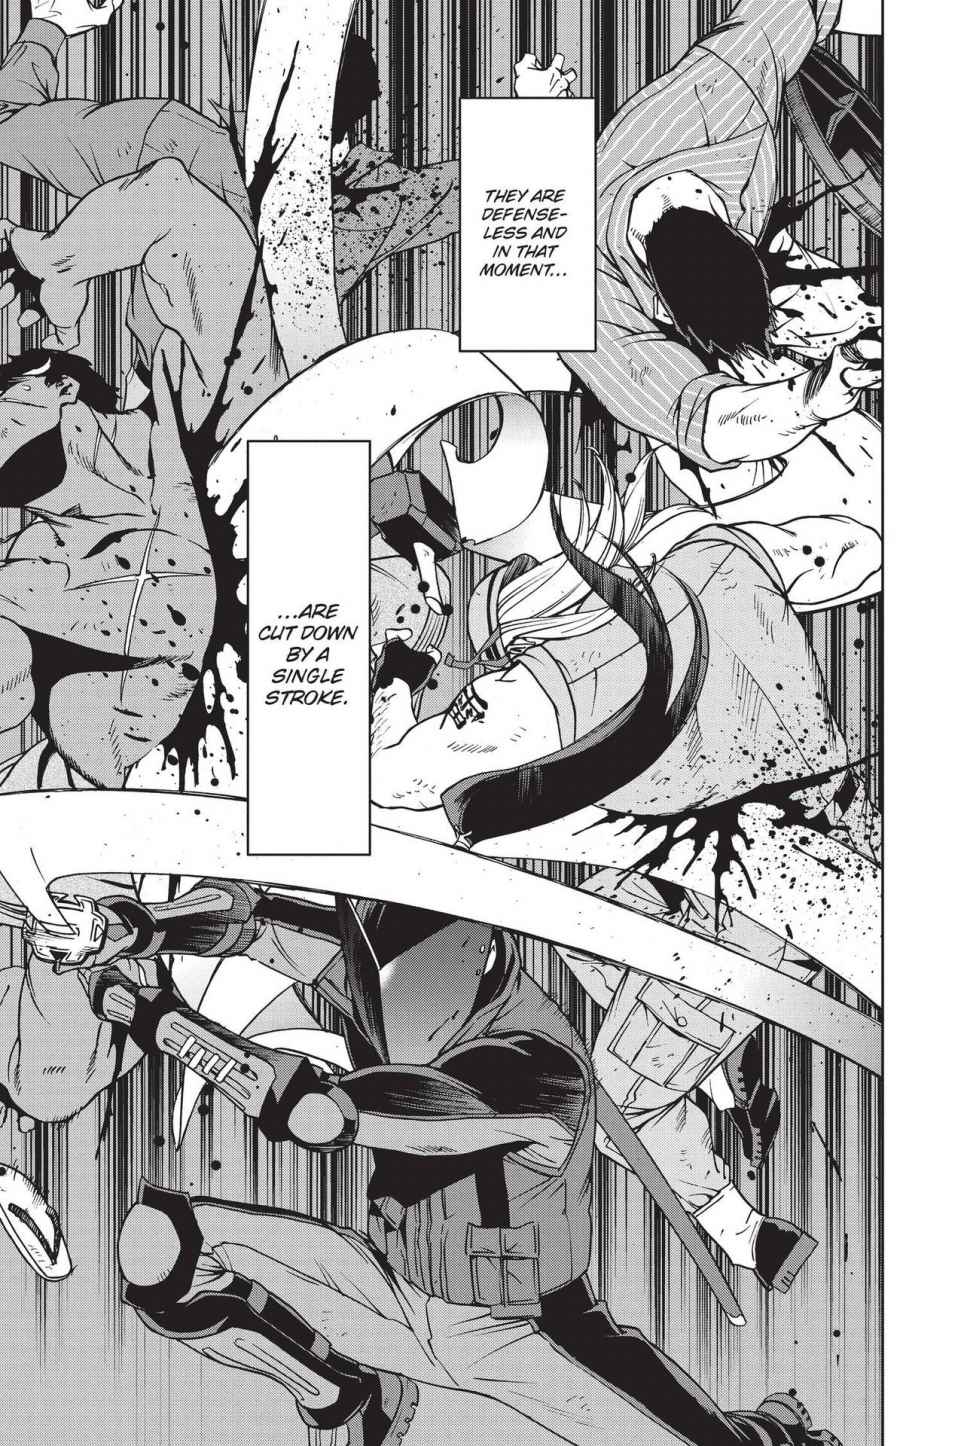 THEY ARE
DEFENSE-
LESS AND
IN THAT
MOMENT...
...ARE
CUT DOWN
BY A
SINGLE
STROKE.